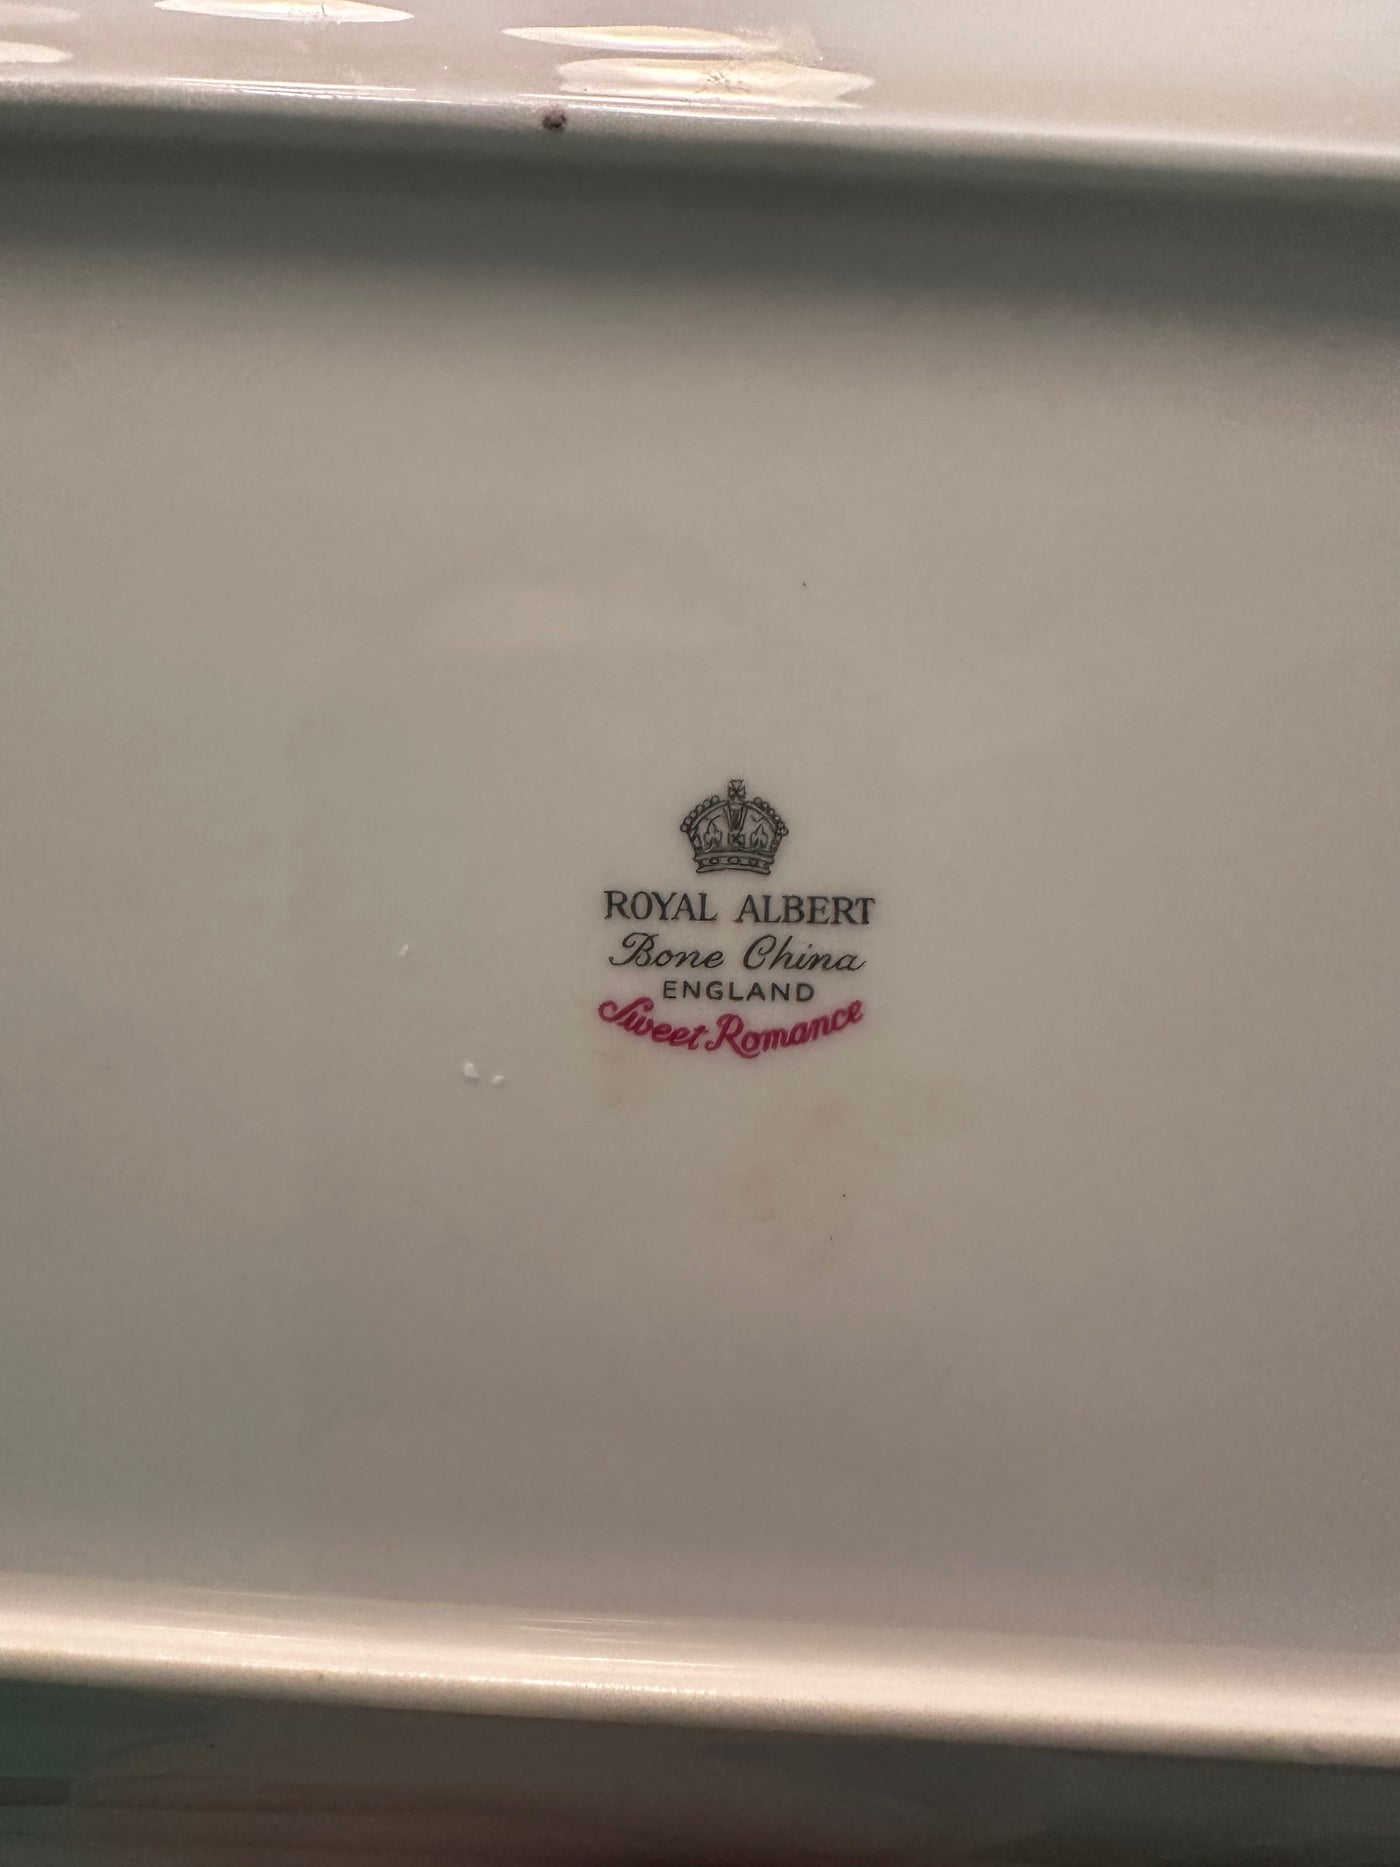 ROYAL ALBERT
Bone China
ENGLAND
Sweet Romance